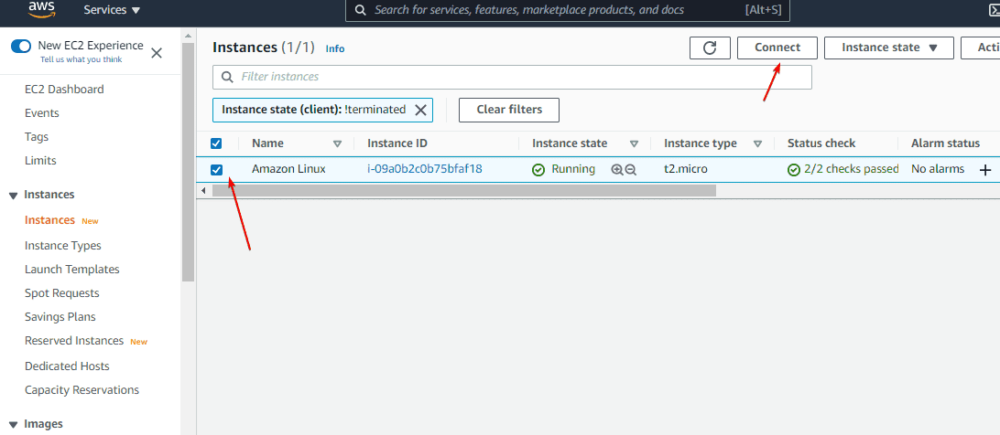 aws
Services
Search for services, features, marketplace products, and docs
[Alt+S]
New EC2 Experience
Tell us what you think
EC2 Dashboard
Events
Tags
Limits
Instances
Instances New
Instance Types
Launch Templates
Spot Requests
Savings Plans
Reserved Instances New
Dedicated Hosts
Capacity Reservations
Images
Instances (1/1) Info
Connect
Instance state
Acti
Filter instances
Instance state (client): !terminated
Clear filters
Name Instance ID Instance state Instance type Status check Alarm status
Amazon Linux i-09a0b2c0b75bfaf18 Running t2.micro 2/2 checks passed No alarms